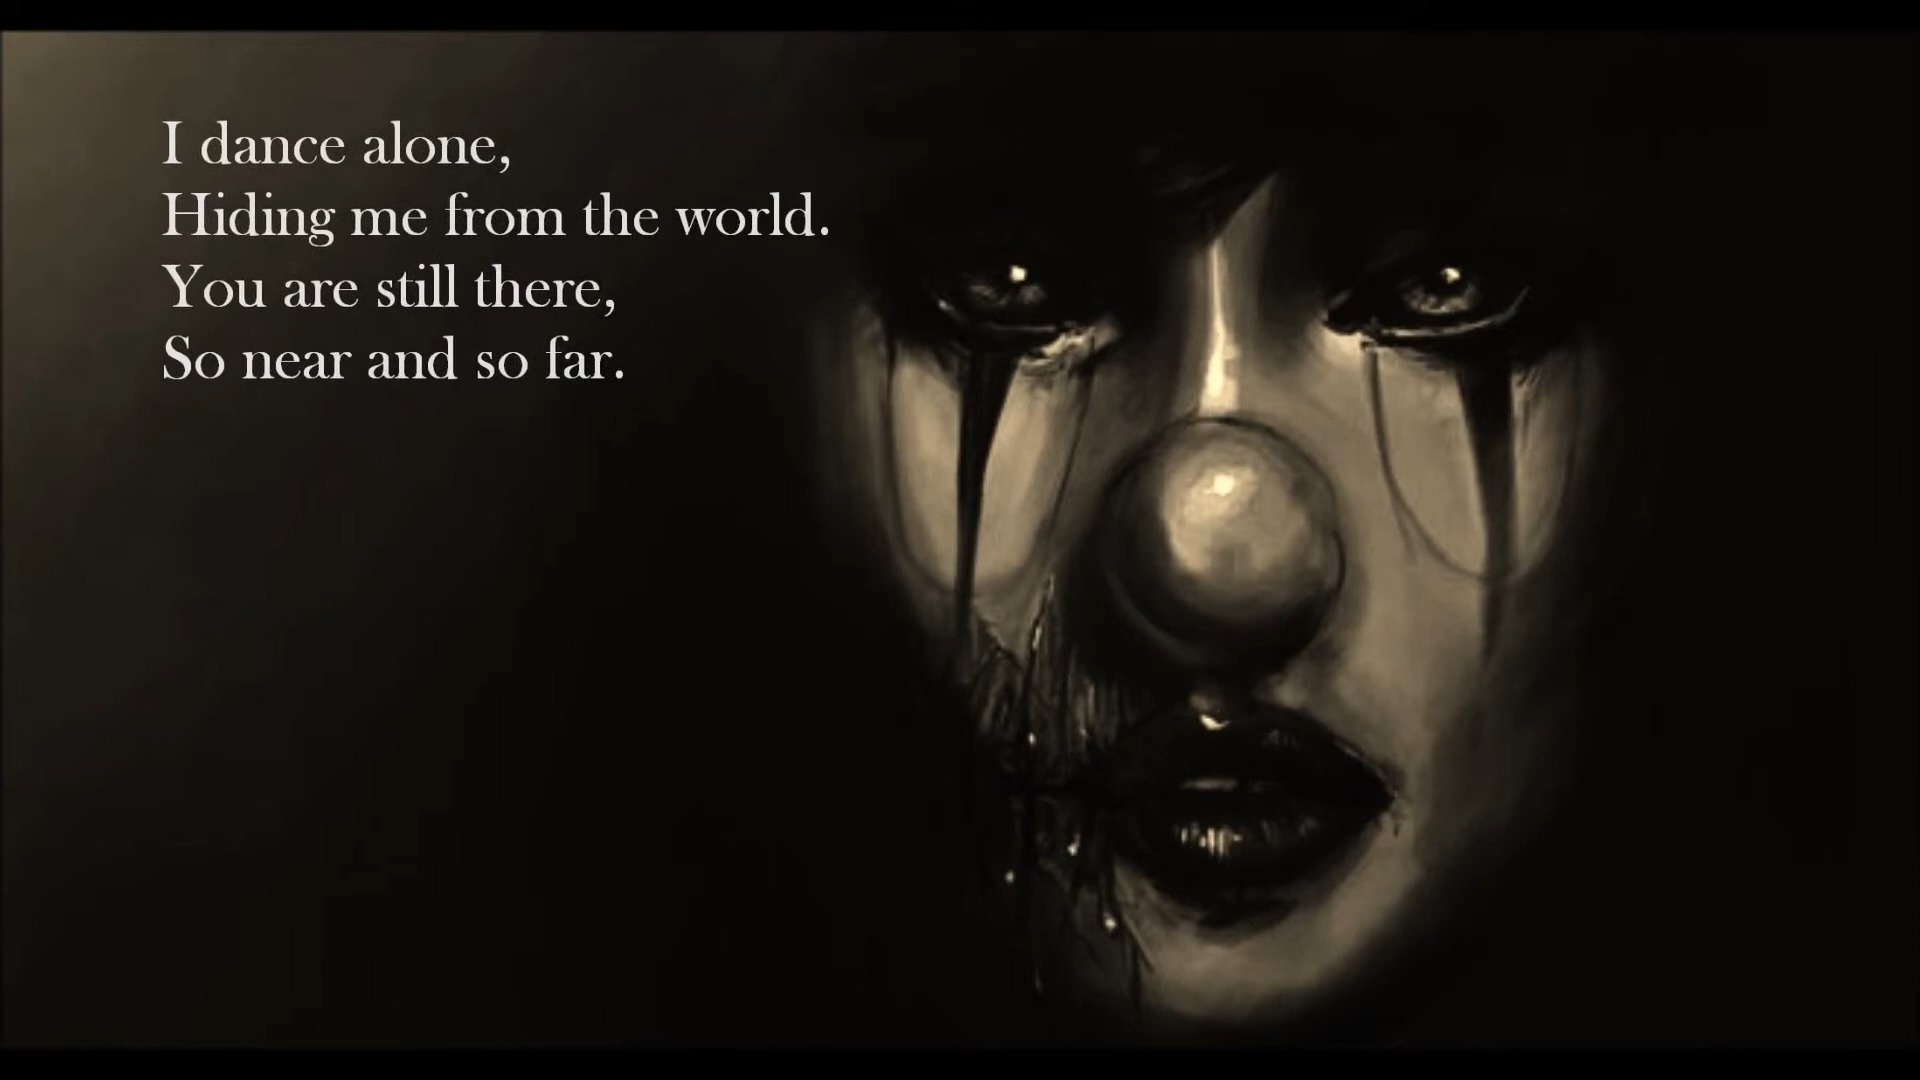 I dance alone,
Hiding me from the world.
You are still there,
So near and so far.